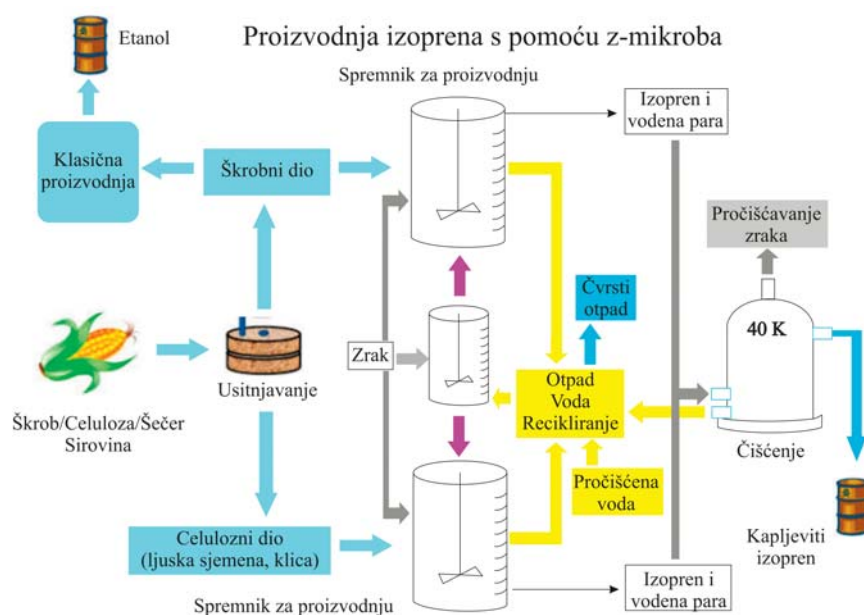 Etanol
Proizvodnja izoprena s pomoću z-mikroba
Spremnik za proizvodnju
Izopren i
vodena para
Klasična
proizvodnja
Škrobni dio
Pročišćavanje
zraka
Čvrsti
otpad
40 K
Zrak
Usitnjavanje
Otpad
Voda
Recikliranje
Škrob/Celuloza/Šečer
Sirovina
Čišćenje
Pročišćena
voda
Celulozni dio
(ljuska sjemena, klica)
Kapljeviti
izopren
Izopren i
vodena para
Spremnik za proizvodnju